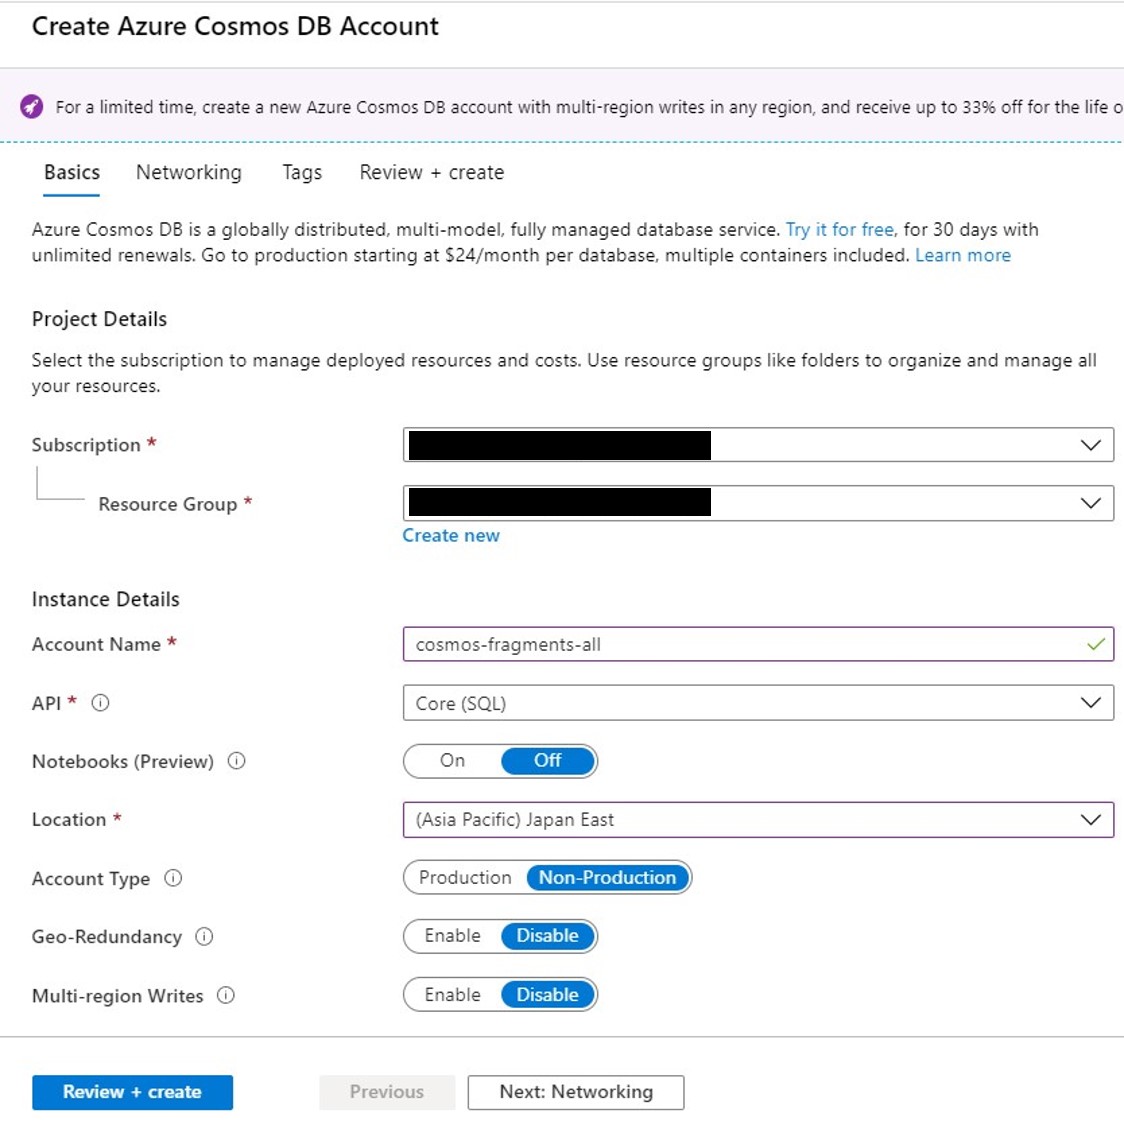 Create Azure Cosmos DB Account
For a limited time, create a new Azure Cosmos DB account with multi-region writes in any region, and receive up to 33% off for the life o
Basics Networking Tags Review + create
Azure Cosmos DB is a globally distributed, multi-model, fully managed database service. Try it for free, for 30 days with
unlimited renewals. Go to production starting at $24/month per database, multiple containers included. Learn more
Project Details
Select the subscription to manage deployed resources and costs. Use resource groups like folders to organize and manage all
your resources.
Subscription *
Resource Group *
Create new
Instance Details
Account Name * cosmos-fragments-all
API * Core (SQL)
Notebooks (Preview) On Off
Location * (Asia Pacific) Japan East
Account Type Production Non-Production
Geo-Redundancy Enable Disable
Multi-region Writes Enable Disable
Review + create Previous Next: Networking